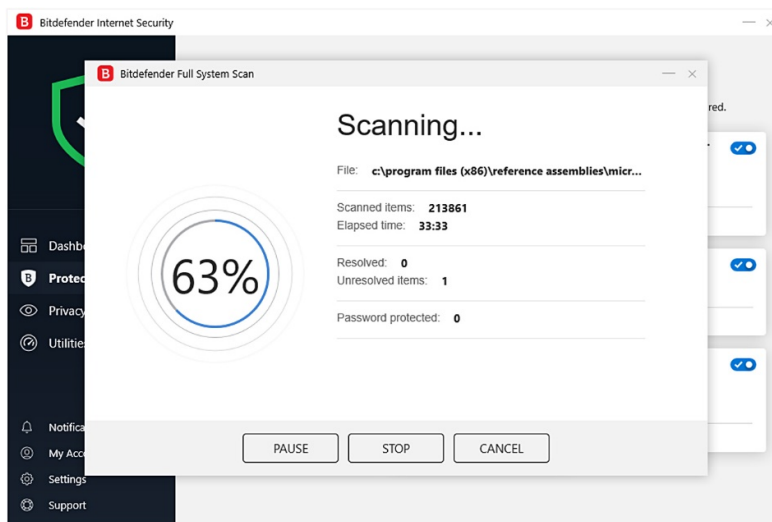 B Bitdefender Internet Security
B Bitdefender Full System Scan
red.
Scanning...
File: c:\program files (x86)\reference assemblies\micr...
Scanned items: 213861
Elapsed time: 33:33
63%
Resolved: 0
Unresolved items: 1
Password protected: 0
Dashb
B Protec
Privacy
Utilitie
Notifica
My Acc
Settings
Support
PAUSE STOP CANCEL